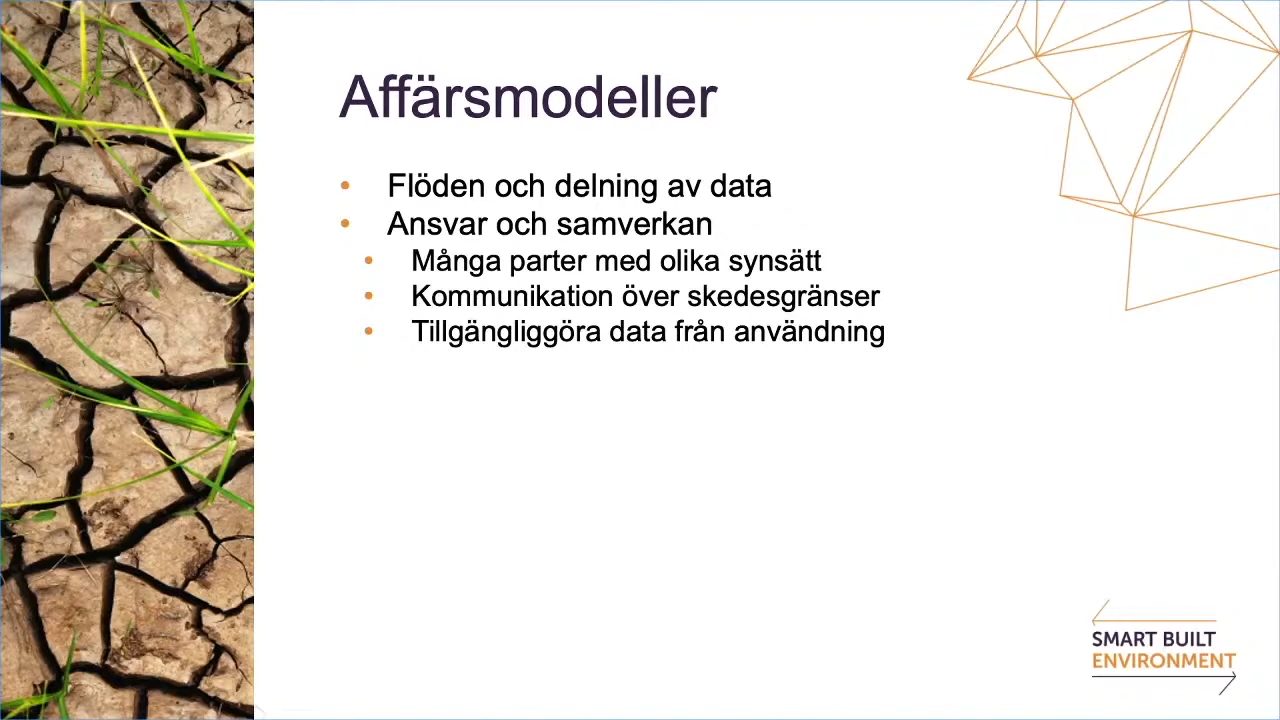 Affärsmodeller
• Flöden och delning av data
• Ansvar och samverkan
• Många parter med olika synsätt
• Kommunikation över skedesgränser
• Tillgängliggöra data från användning
SMART BUILT
ENVIRONMENT